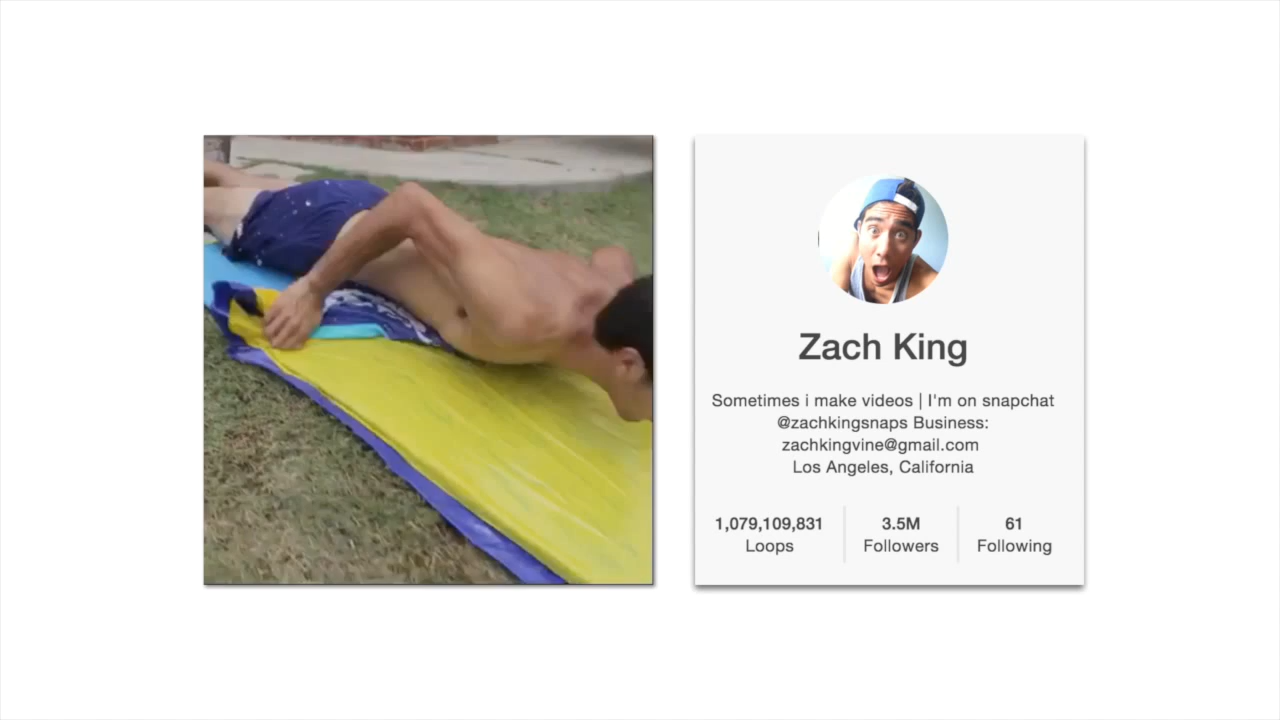 Zach King
Sometimes i make videos | I'm on snapchat
@zachkingsnaps Business:
zachkingvine@gmail.com
Los Angeles, California
1,079,109,831 3.5M 61
Loops Followers Following